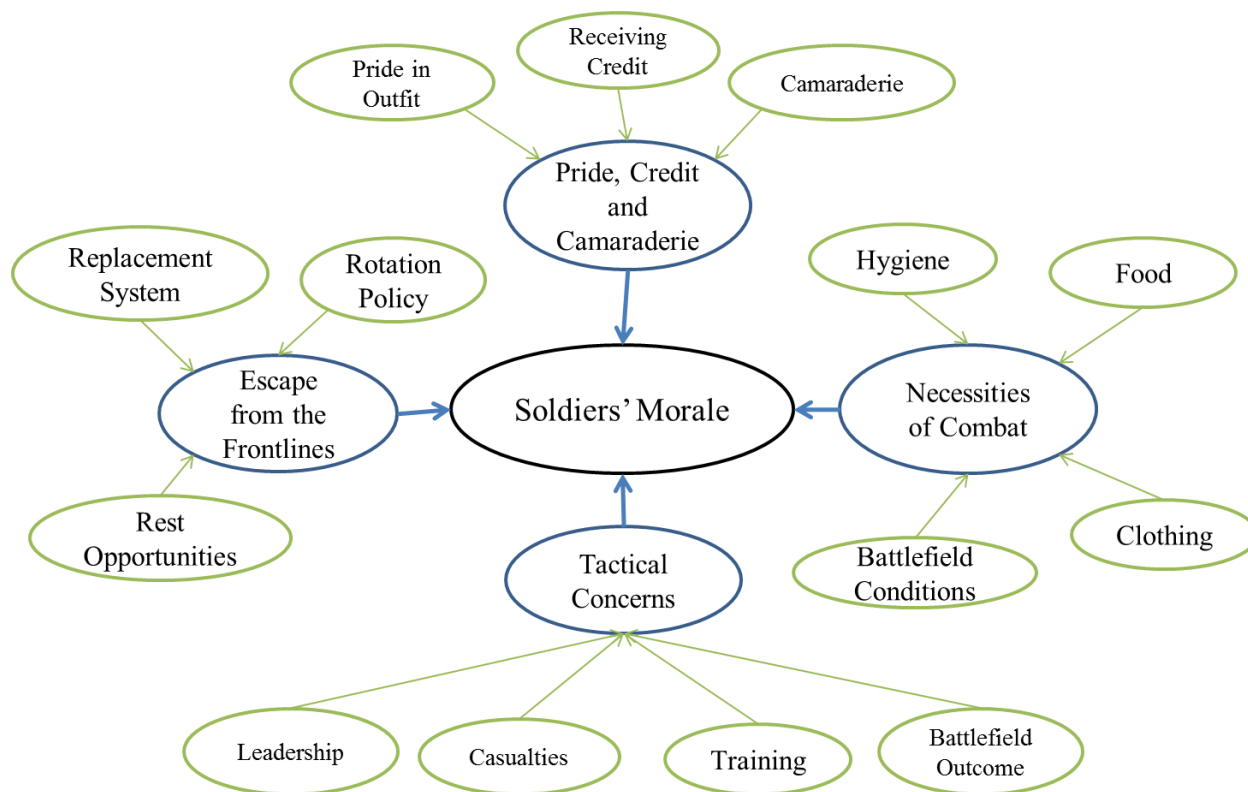 Receiving
Credit
Pride in
Outfit
Camaraderie
Pride, Credit
and
Camaraderie
Replacement
System
Rotation
Policy
Hygiene
Food
Escape
from the
Frontlines
Soldiers’ Morale
Necessities
of Combat
Rest
Opportunities
Tactical
Concerns
Battlefield
Conditions
Clothing
Leadership
Casualties
Training
Battlefield
Outcome